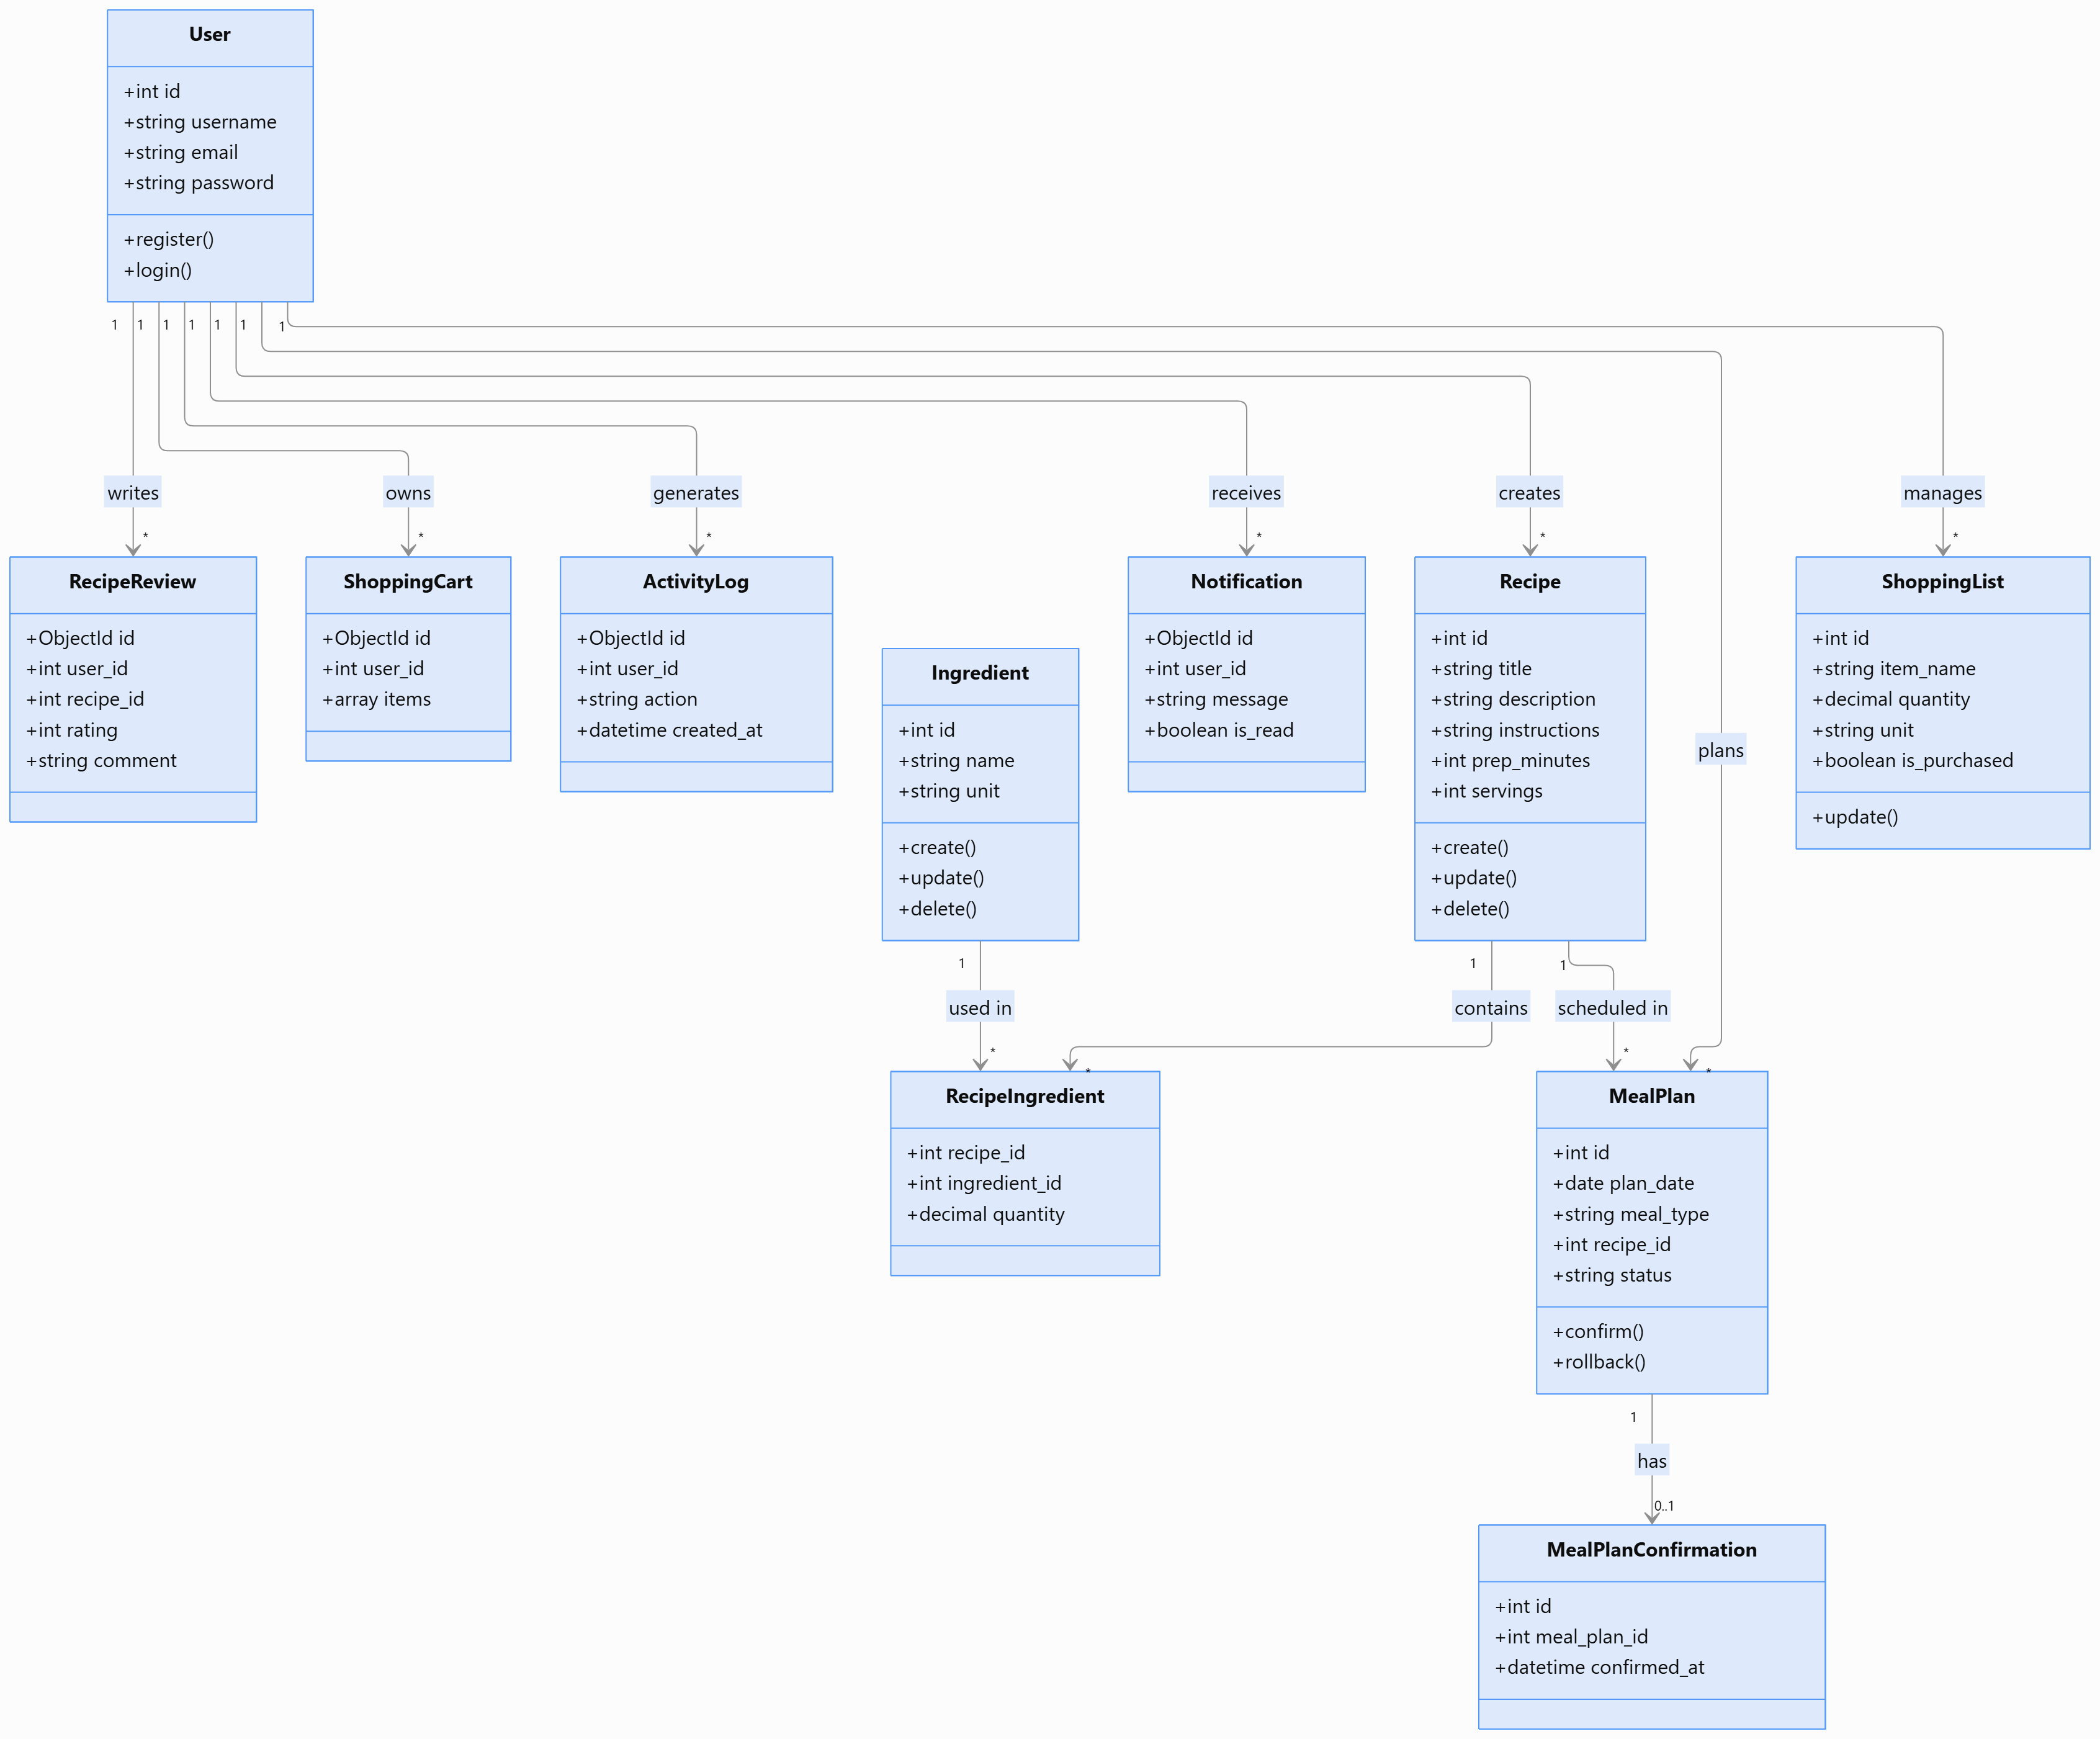 User
+int id
+string username
+string email
+string password
+register()
+login()
1
1
1
1
1
1
1
writes
owns
generates
receives
creates
manages
*
*
*
*
*
*
RecipeReview
+ObjectId id
+int user_id
+int recipe_id
+int rating
+string comment
ShoppingCart
+ObjectId id
+int user_id
+array items
ActivityLog
+ObjectId id
+int user_id
+string action
+datetime created_at
Ingredient
+int id
+string name
+string unit
+create()
+update()
+delete()
Notification
+ObjectId id
+int user_id
+string message
+boolean is_read
Recipe
+int id
+string title
+string description
+string instructions
+int prep_minutes
+int servings
+create()
+update()
+delete()
plans
ShoppingList
+int id
+string item_name
+decimal quantity
+string unit
+boolean is_purchased
+update()
1
1
1
used in
contains
scheduled in
*
*
*
*
RecipeIngredient
+int recipe_id
+int ingredient_id
+decimal quantity
MealPlan
+int id
+date plan_date
+string meal_type
+int recipe_id
+string status
+confirm()
+rollback()
1
has
0..1
MealPlanConfirmation
+int id
+int meal_plan_id
+datetime confirmed_at